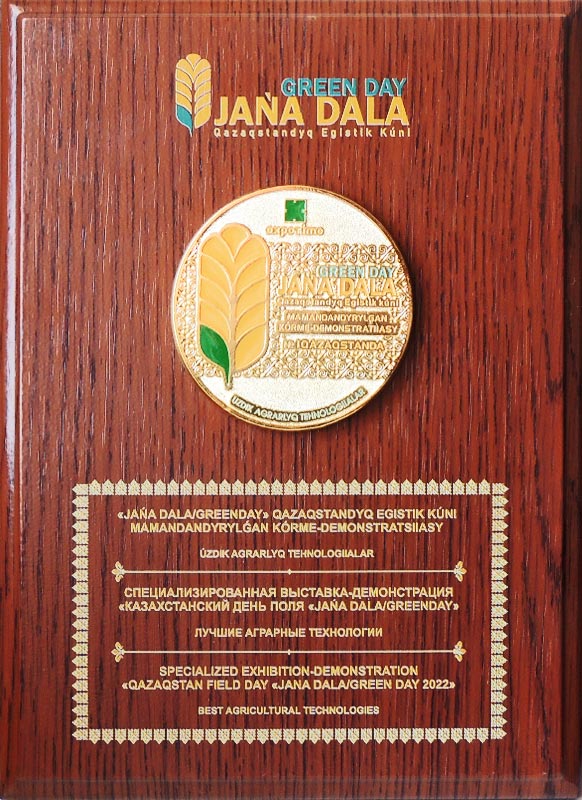 GREEN DAY
JAŃA DALA
Qazaqstandyq Egistik Kúni
expotime
GREEN DAY
JAŃA DALA
Qazaqstandyq Egistik kúni
MAMANDANDYRYLǴAN
KÓRME-DEMONSTRATSIIASY
QAZAQSTANDA
ÚZDIK AGRARLYQ TEHNOLOGIIALAR
«JAŃA DALA/GREENDAY» QAZAQSTANDYQ EGISTIK KÚNI
MAMANDANDYRYLǴAN KÓRME-DEMONSTRATSIIASY
ÚZDIK AGRARLYQ TEHNOLOGIIALAR
СПЕЦИАЛИЗИРОВАННАЯ ВЫСТАВКА-ДЕМОНСТРАЦИЯ
«КАЗАХСТАНСКИЙ ДЕНЬ ПОЛЯ «JAŃA DALA/GREENDAY»
ЛУЧШИЕ АГРАРНЫЕ ТЕХНОЛОГИИ
SPECIALIZED EXHIBITION-DEMONSTRATION
«QAZAQSTAN FIELD DAY «JANA DALA/GREEN DAY 2022»
BEST AGRICULTURAL TECHNOLOGIES